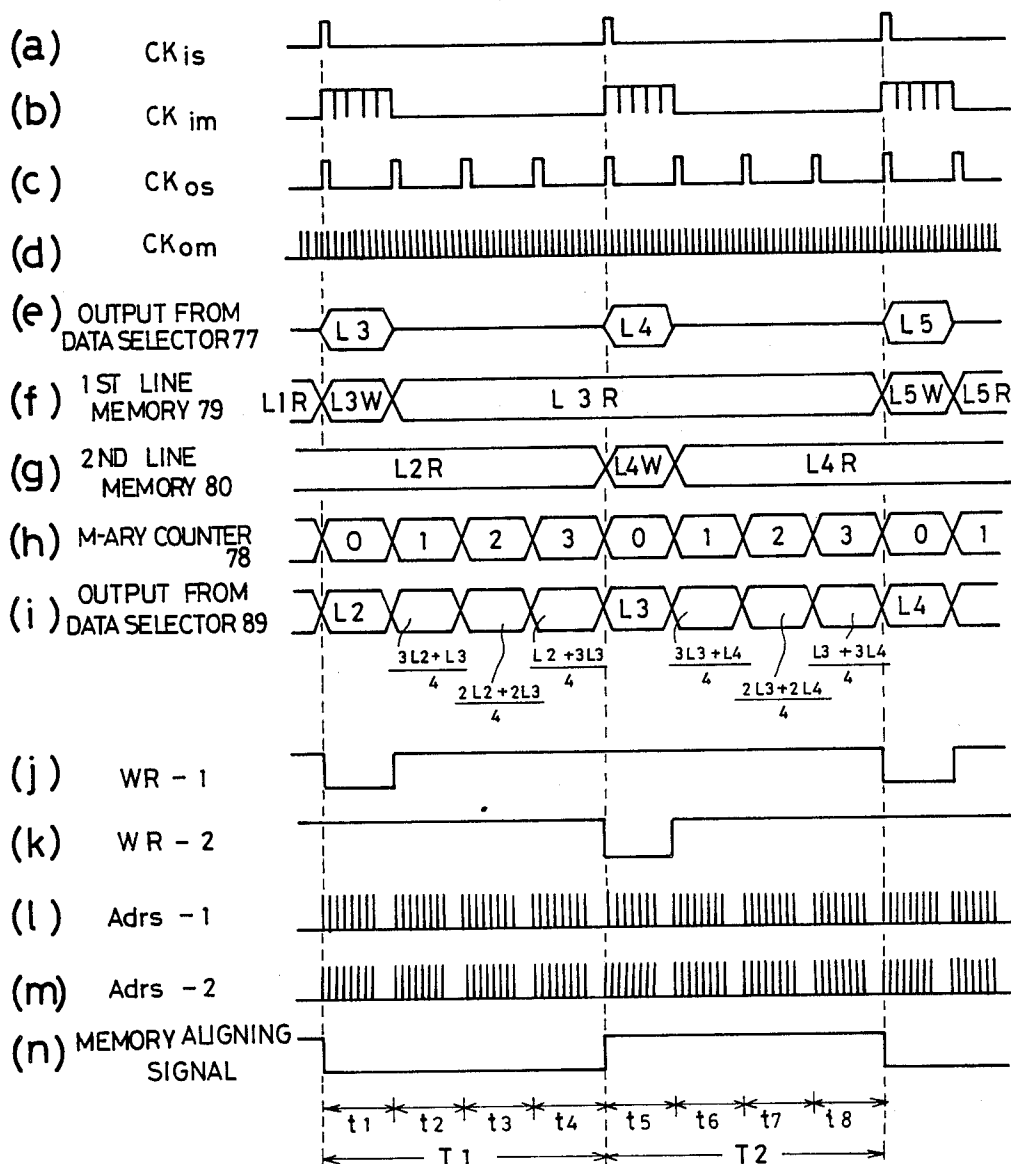 (a) CKis
(b) CKim
(c) CKos
(d) CKom
(e) OUTPUT FROM
DATA SELECTOR 77
L3 L4 L5
(f) 1ST LINE
MEMORY 79
L1R L3W L3R L5W L5R
(g) 2ND LINE
MEMORY 80
L2R L4W L4R
(h) M-ARY COUNTER
78
0 1 2 3 0 1 2 3 0 1
(i) OUTPUT FROM
DATA SELECTOR 89
L2 L3 L4
3L2+L3
4
2L2+2L3
4
L2+3L3
4
3L3+L4
4
2L3+2L4
4
L3+3L4
4
(j) WR-1
(k) WR-2
(l) Adrs-1
(m) Adrs-2
(n) MEMORY ALIGNING
SIGNAL
t1 t2 t3 t4 t5 t6 t7 t8
T1 T2